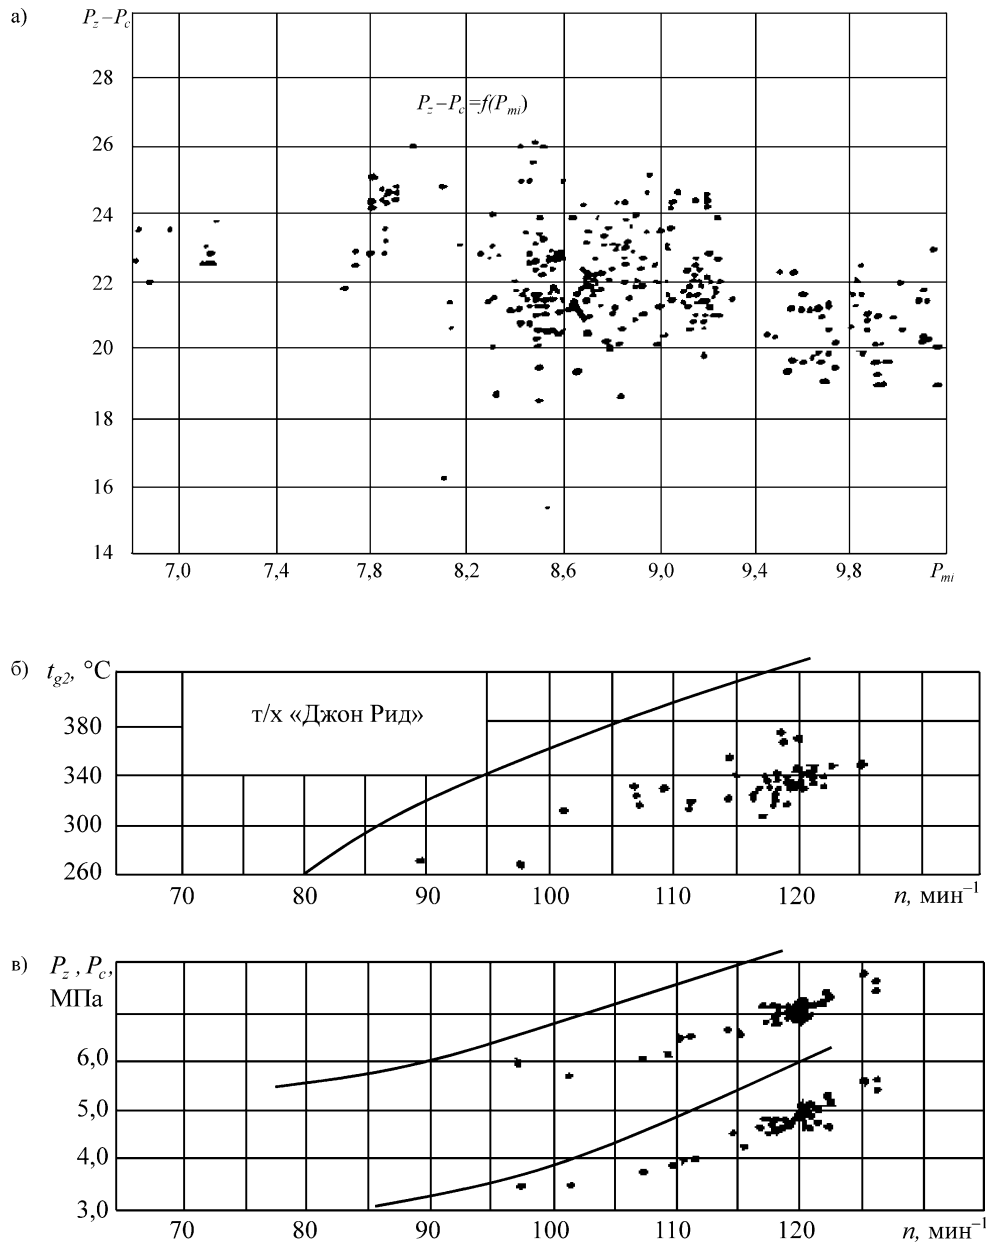 а)
P_z–P_c
28
P_z–P_c=f(P_mi)
26
24
22
20
18
16
14
7,0 7,4 7,8 8,2 8,6 9,0 9,4 9,8 P_mi
б)
t_g2, °C
т/х «Джон Рид»
380
340
300
260
70 80 90 100 110 120 n, мин⁻¹
в)
P_z , P_c,
МПа
6,0
5,0
4,0
3,0
70 80 90 100 110 120 n, мин⁻¹